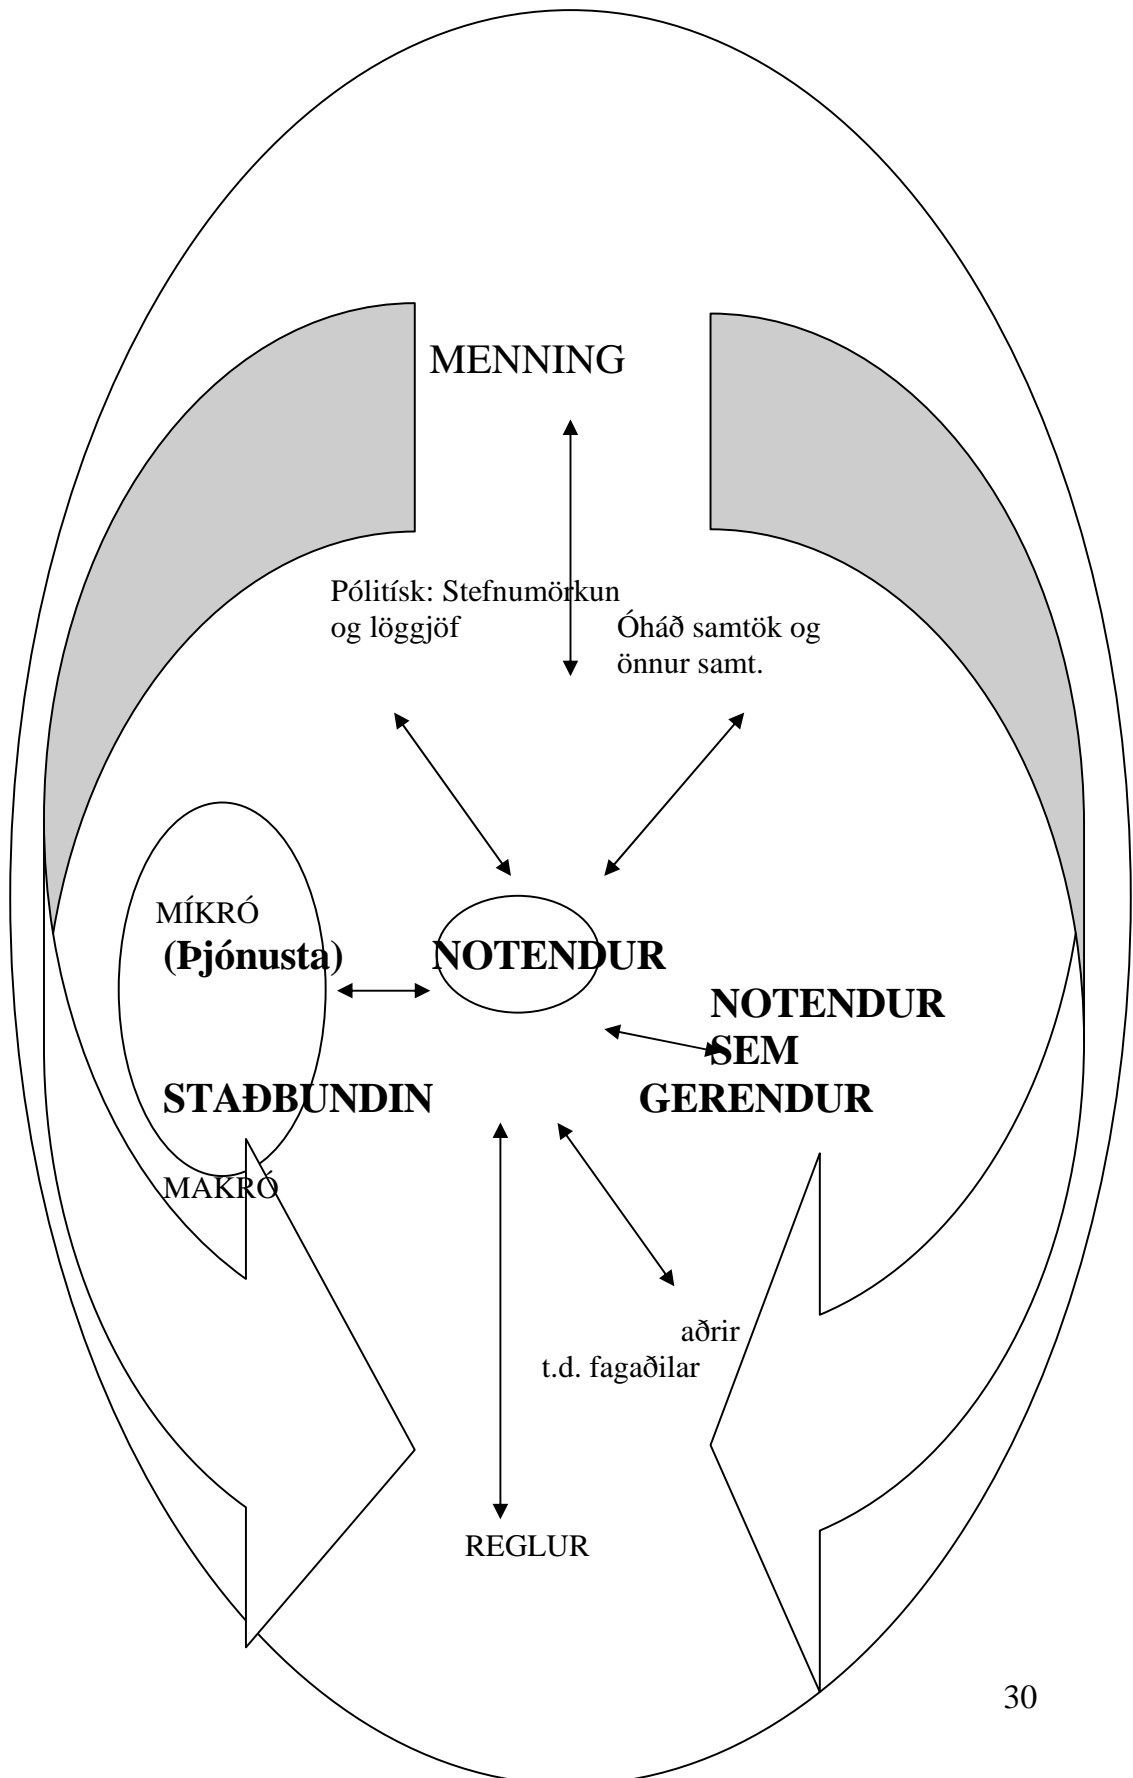 MENNING
Pólitísk: Stefnumörkun
og löggjöf
Óháð samtök og
önnur samt.
MÍKRÓ
(Þjónusta)
NOTENDUR
NOTENDUR
SEM
GERENDUR
STAÐBUNDIN
MAKRÓ
aðrir
t.d. fagaðilar
REGLUR
30